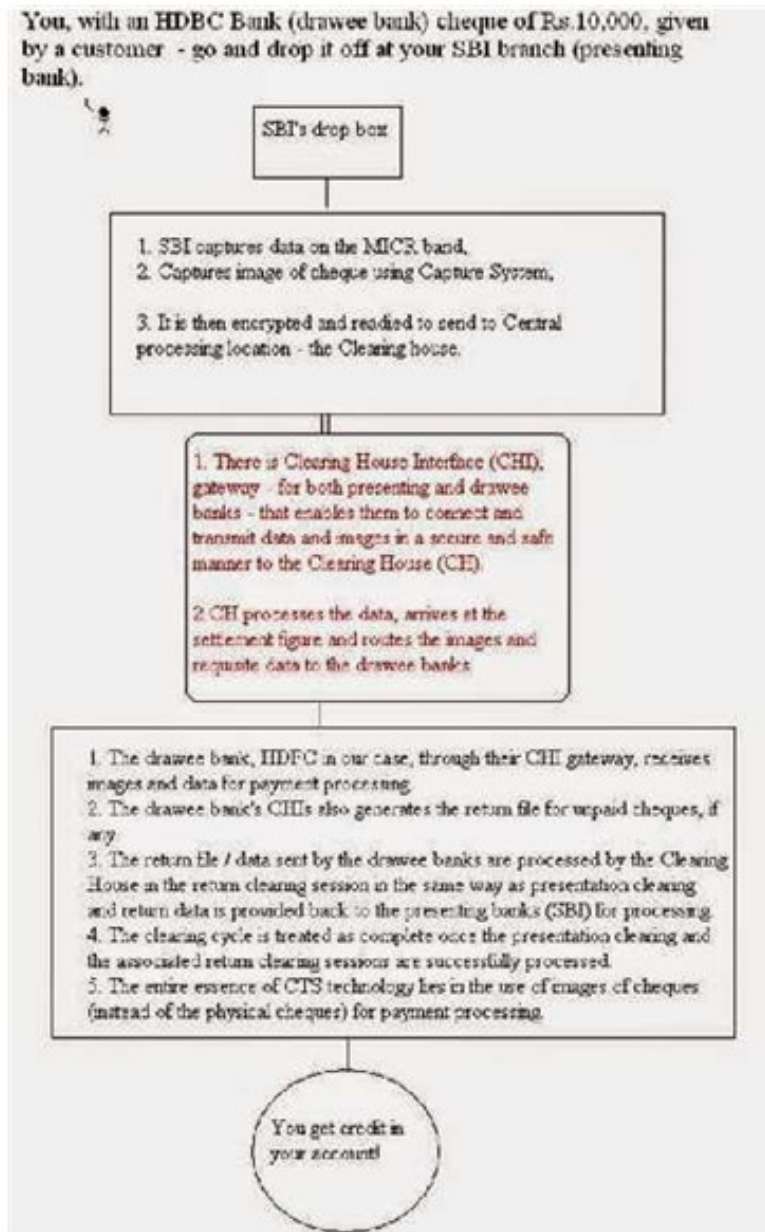 You, with an HDBC Bank (drawee bank) cheque of Rs.10,000, given
by a customer - go and drop it off at your SBI branch (presenting
bank).
SBI's drop box
1. SBI captures data on the MICR band,
2. Captures image of cheque using Capture System,
3. It is then encrypted and readied to send to Central
processing location - the Clearing house.
1. There is Clearing House Interface (CHI),
gateway - for both presenting and drawee
banks - that enables them to connect and
transmit data and images in a secure and safe
manner to the Clearing House (CH).
2 CH processes the data, arrives at the
settlement figure and routes the images and
requisite data to the drawee banks
1. The drawee bank, HDFC in our case, through their CHI gateway, receives
images and data for payment processing.
2. The drawee bank's CHIs also generates the return file for unpaid cheques, if
any.
3. The return file / data sent by the drawee banks are processed by the Clearing
House in the return clearing session in the same way as presentation clearing
and return data is provided back to the presenting banks (SBI) for processing.
4. The clearing cycle is treated as complete once the presentation clearing and
the associated return clearing sessions are successfully processed.
5. The entire essence of CTS technology lies in the use of images of cheques
(instead of the physical cheques) for payment processing.
You get credit in
your account!